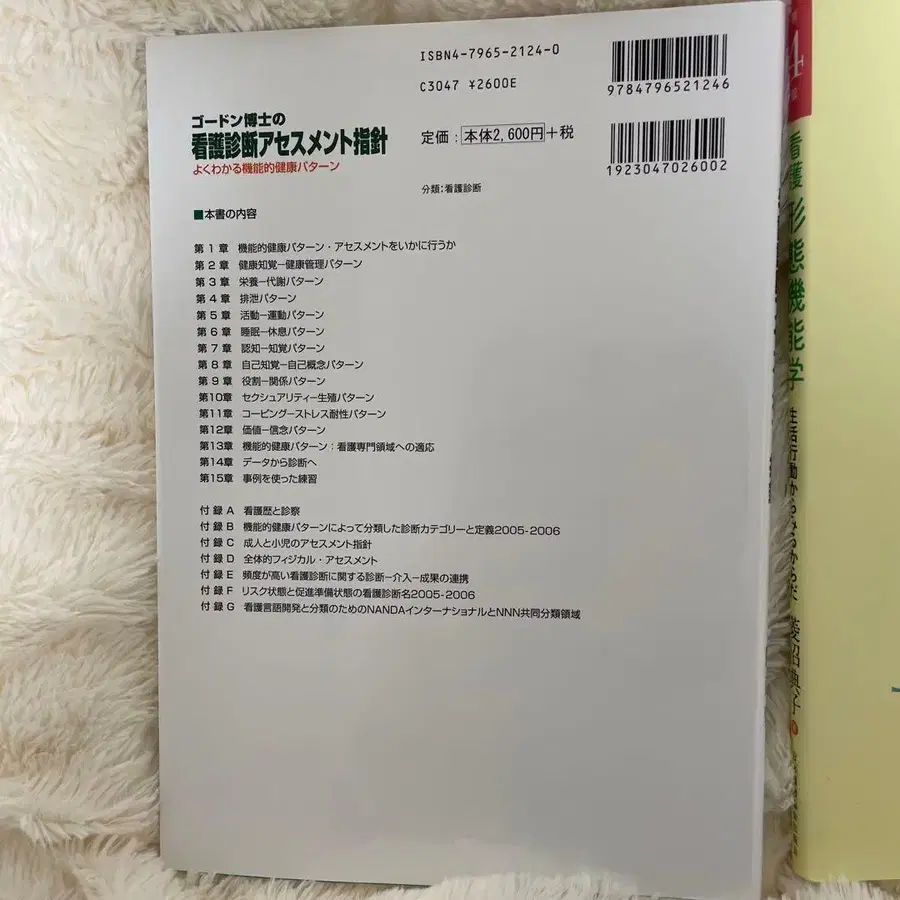 ISBN4-7965-2124-0
C3047 ¥2600E
9784796521246
1923047026002
ゴードン博士の
看護診断アセスメント指針
よくわかる機能的健康パターン
定価：本体2,600円＋税
分類：看護診断
■本書の内容
第1章 機能的健康パターン・アセスメントをいかに行うか
第2章 健康知覚−健康管理パターン
第3章 栄養−代謝パターン
第4章 排泄パターン
第5章 活動−運動パターン
第6章 睡眠−休息パターン
第7章 認知−知覚パターン
第8章 自己知覚−自己概念パターン
第9章 役割−関係パターン
第10章 セクシュアリティ−生殖パターン
第11章 コーピング−ストレス耐性パターン
第12章 価値−信念パターン
第13章 機能的健康パターン：看護専門領域への適応
第14章 データから診断へ
第15章 事例を使った練習
付録A 看護歴と診察
付録B 機能的健康パターンによって分類した診断カテゴリーと定義2005-2006
付録C 成人と小児のアセスメント指針
付録D 全体的フィジカル・アセスメント
付録E 頻度が高い看護診断に関する診断−介入−成果の連携
付録F リスク状態と促進準備状態の看護診断名2005-2006
付録G 看護言語開発と分類のためのNANDAインターナショナルとNNN共同分類領域
4
看護 形態機能学
生活行動からみるからだ
菱沼典子